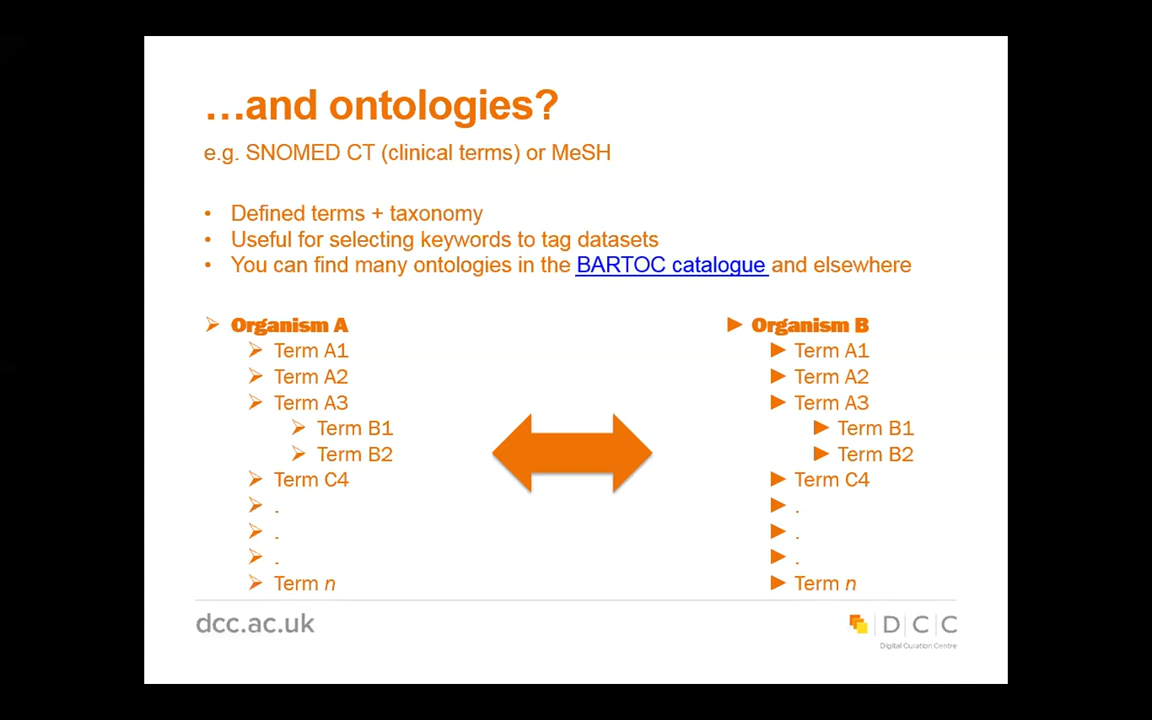 …and ontologies?
e.g. SNOMED CT (clinical terms) or MeSH
• Defined terms + taxonomy
• Useful for selecting keywords to tag datasets
• You can find many ontologies in the BARTOC catalogue and elsewhere
Organism A
Term A1
Term A2
Term A3
Term B1
Term B2
Term C4
.
.
.
Term n
Organism B
Term A1
Term A2
Term A3
Term B1
Term B2
Term C4
.
.
.
Term n
dcc.ac.uk
D|C|C
Digital Curation Centre